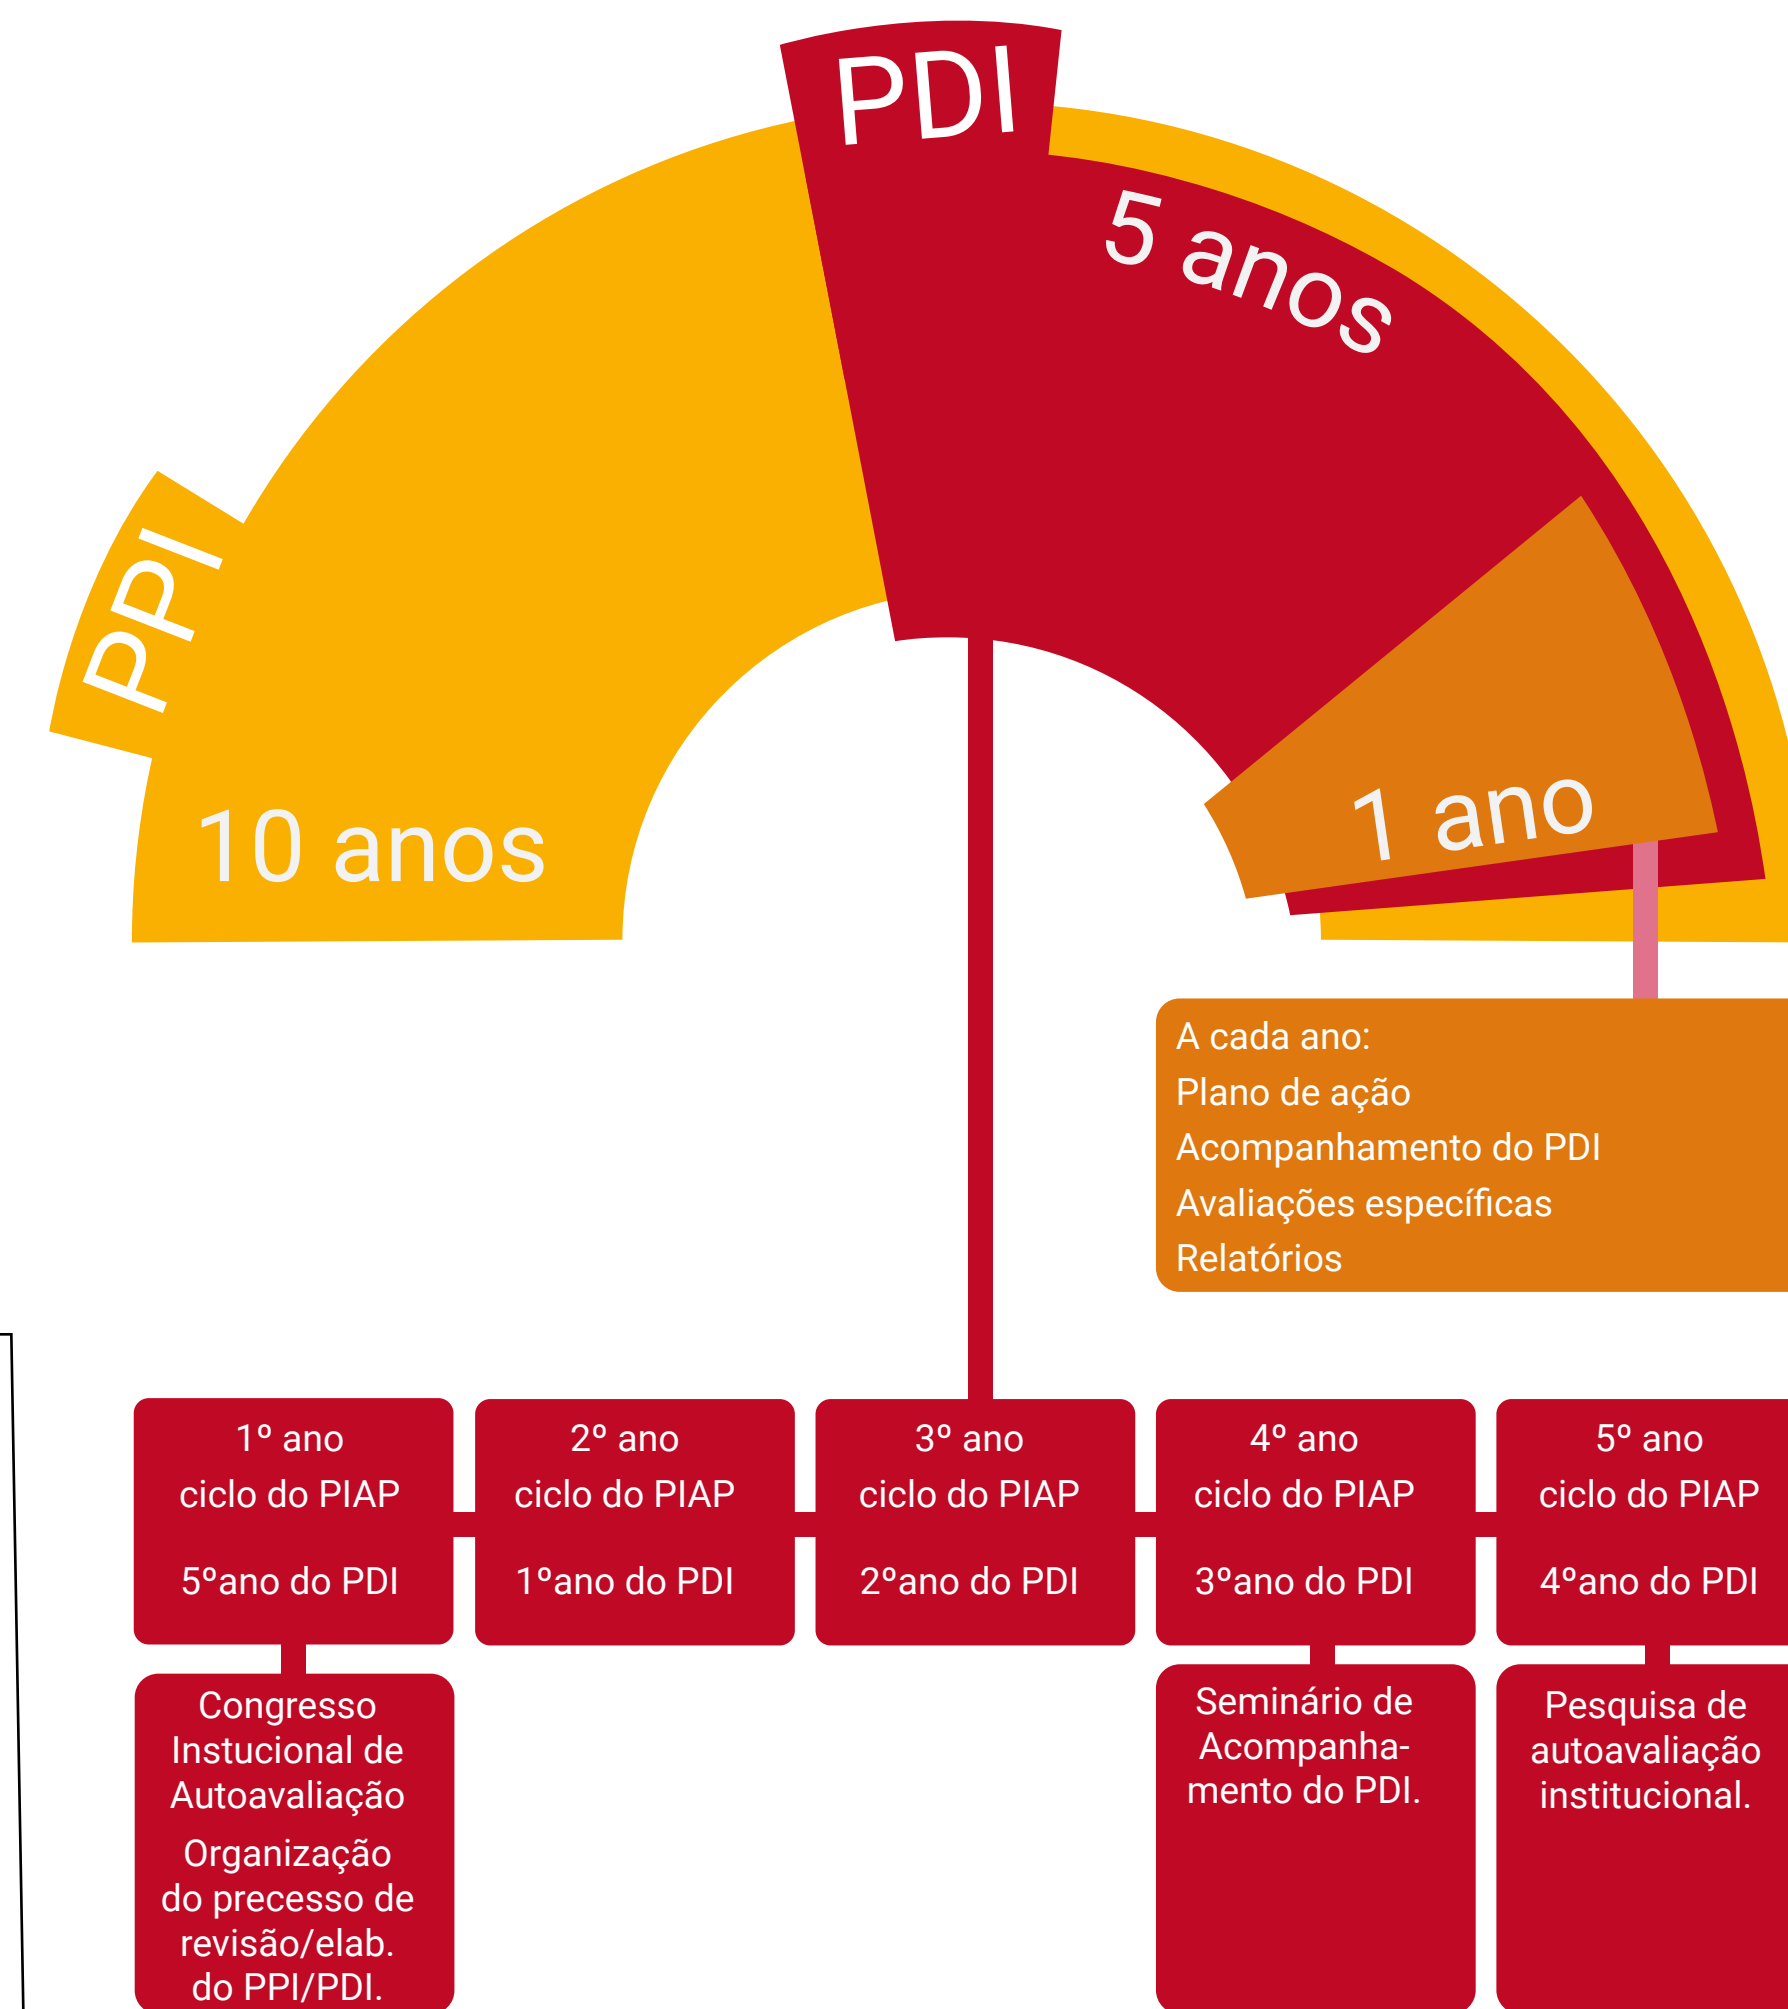 PDI
5 anos
PPI
10 anos
1 ano
A cada ano:
Plano de ação
Acompanhamento do PDI
Avaliações específicas
Relatórios
1º ano
ciclo do PIAP
5ºano do PDI
2º ano
ciclo do PIAP
1ºano do PDI
3º ano
ciclo do PIAP
2ºano do PDI
4º ano
ciclo do PIAP
3ºano do PDI
5º ano
ciclo do PIAP
4ºano do PDI
Congresso
Instucional de
Autoavaliação
Organização
do precesso de
revisão/elab.
do PPI/PDI.
Seminário de
Acompanha-
mento do PDI.
Pesquisa de
autoavaliação
institucional.